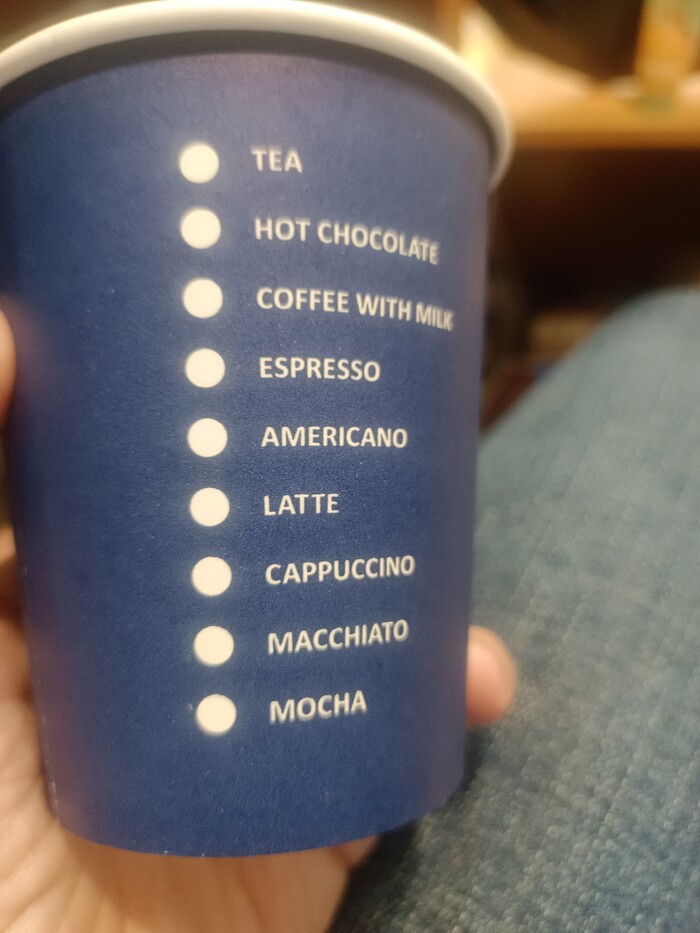 TEA
HOT CHOCOLATE
COFFEE WITH MILK
ESPRESSO
AMERICANO
LATTE
CAPPUCCINO
MACCHIATO
MOCHA